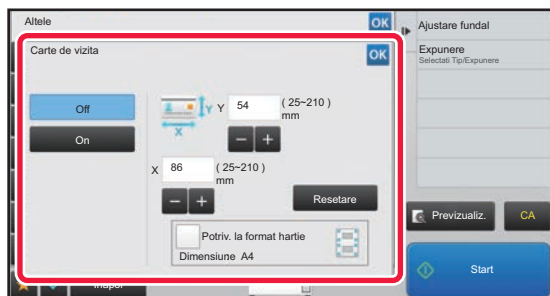 Altele
OK
Carte de vizita
OK
Off
On
Y
Y 54 ( 25~210 )
mm
X
X 86 ( 25~210 )
mm
Resetare
Potriv. la format hartie
Dimensiune A4
Ajustare fundal
Expunere
Selectati Tip/Expunere
Previzualiz.
CA
Start